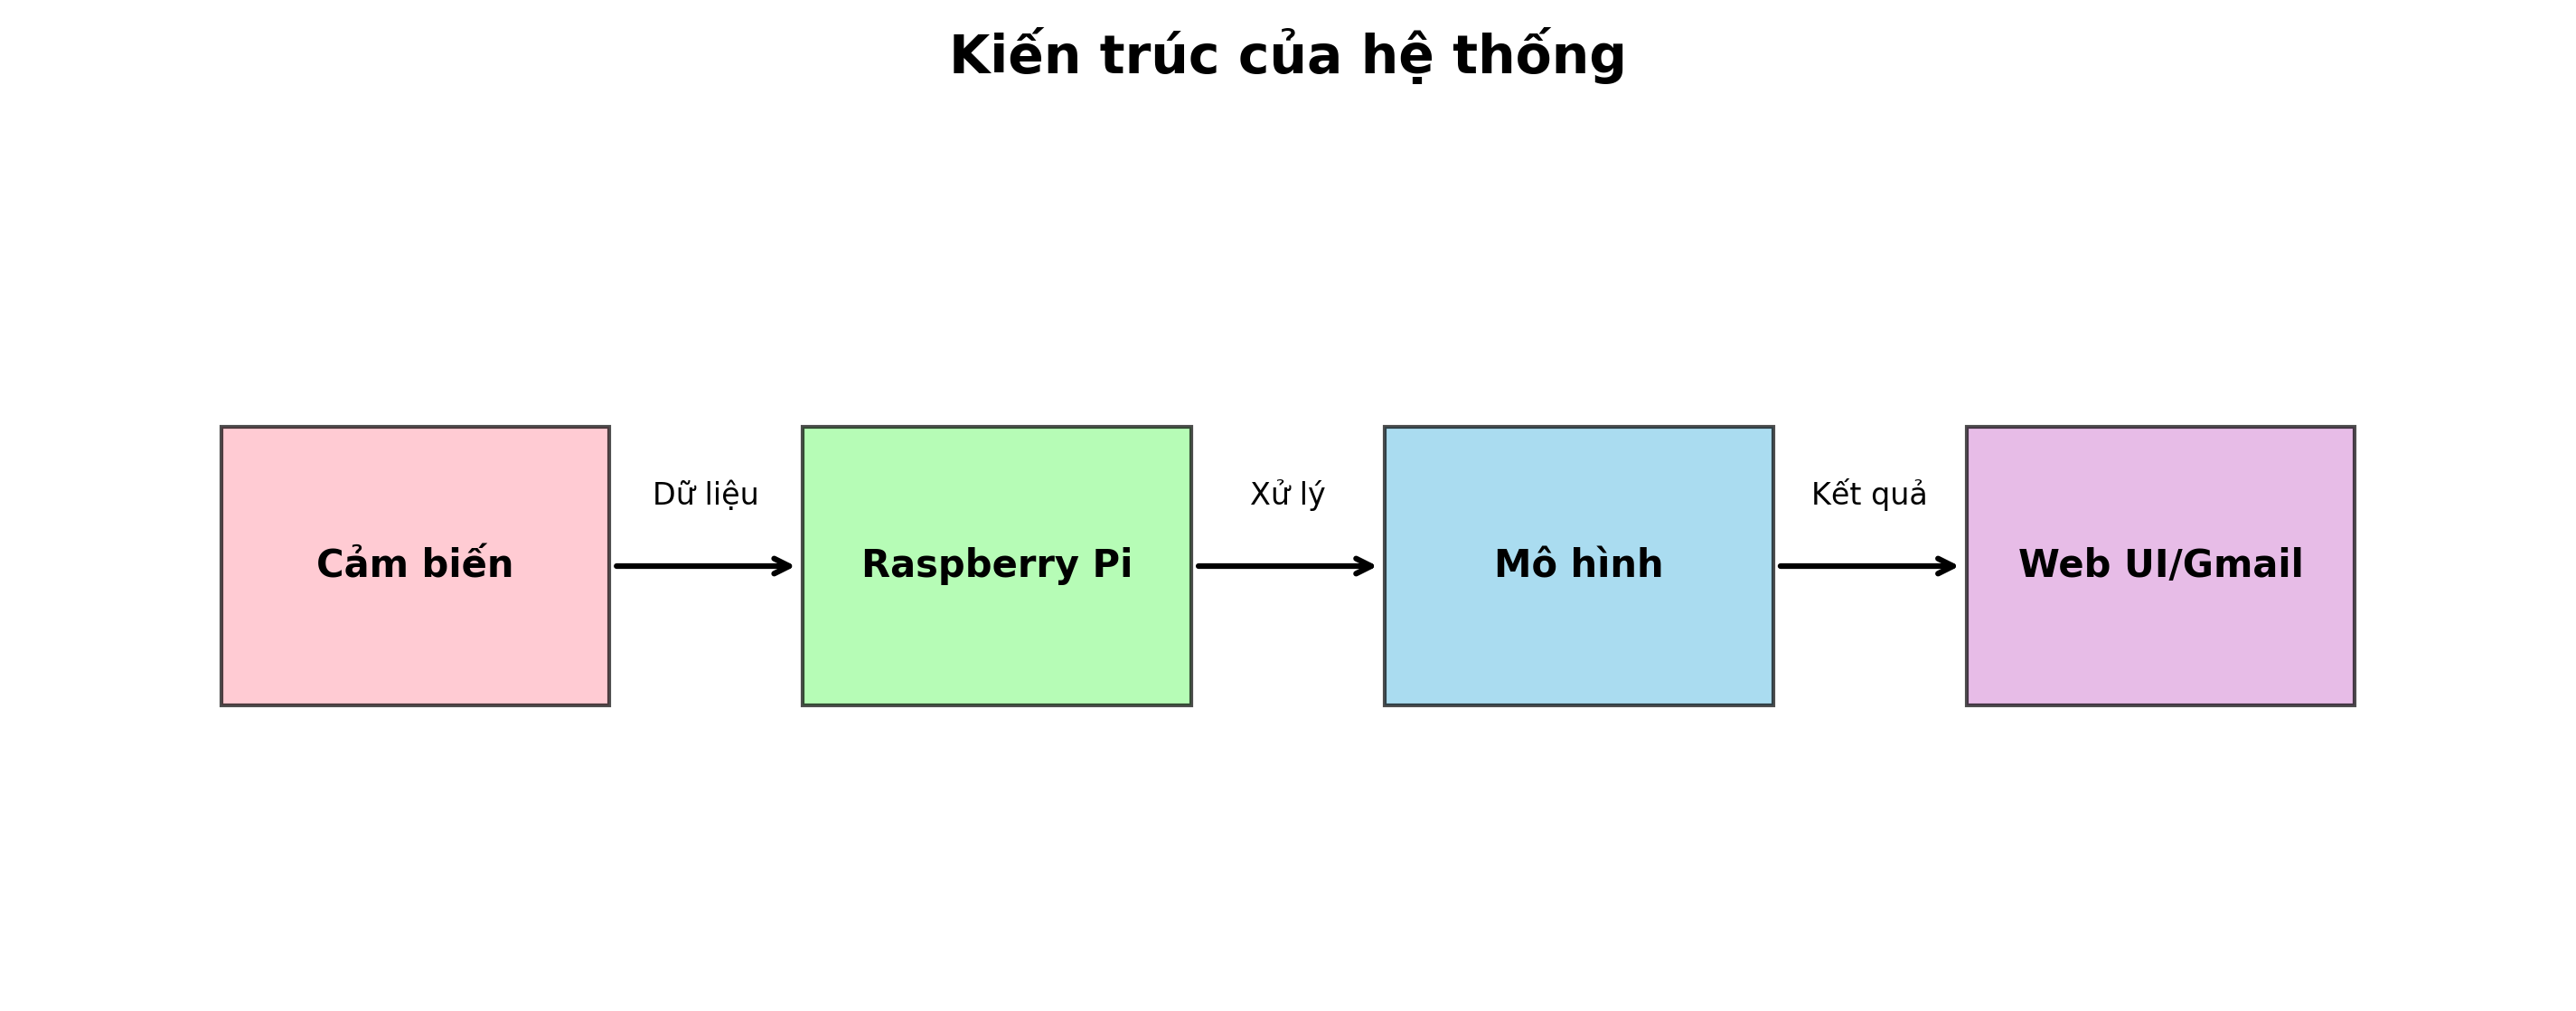 Kiến trúc của hệ thống
Dữ liệu
Xử lý
Kết quả
Cảm biến
Raspberry Pi
Mô hình
Web UI/Gmail